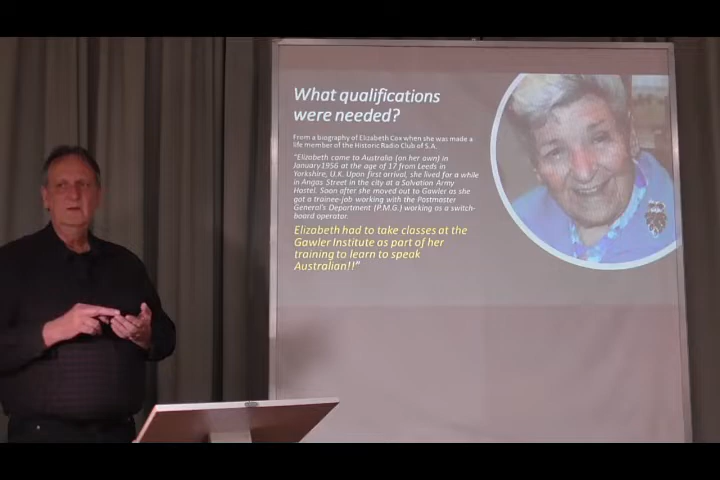 What qualifications
were needed?
From a biography of Elizabeth Cox when she was made a
life member of the Historic Radio Club of S.A.
"Elizabeth came to Australia (on her own) in
January1956 at the age of 17 from Leeds in
Yorkshire, U.K. Upon first arrival, she lived for a while
in Angas Street in the city at a Salvation Army
Hostel. Soon after she moved out to Gawler as she
got a trainee-job working with the Postmaster
General's Department (P.M.G.) working as a switch-
board operator.
Elizabeth had to take classes at the
Gawler Institute as part of her
training to learn to speak
Australian!!"